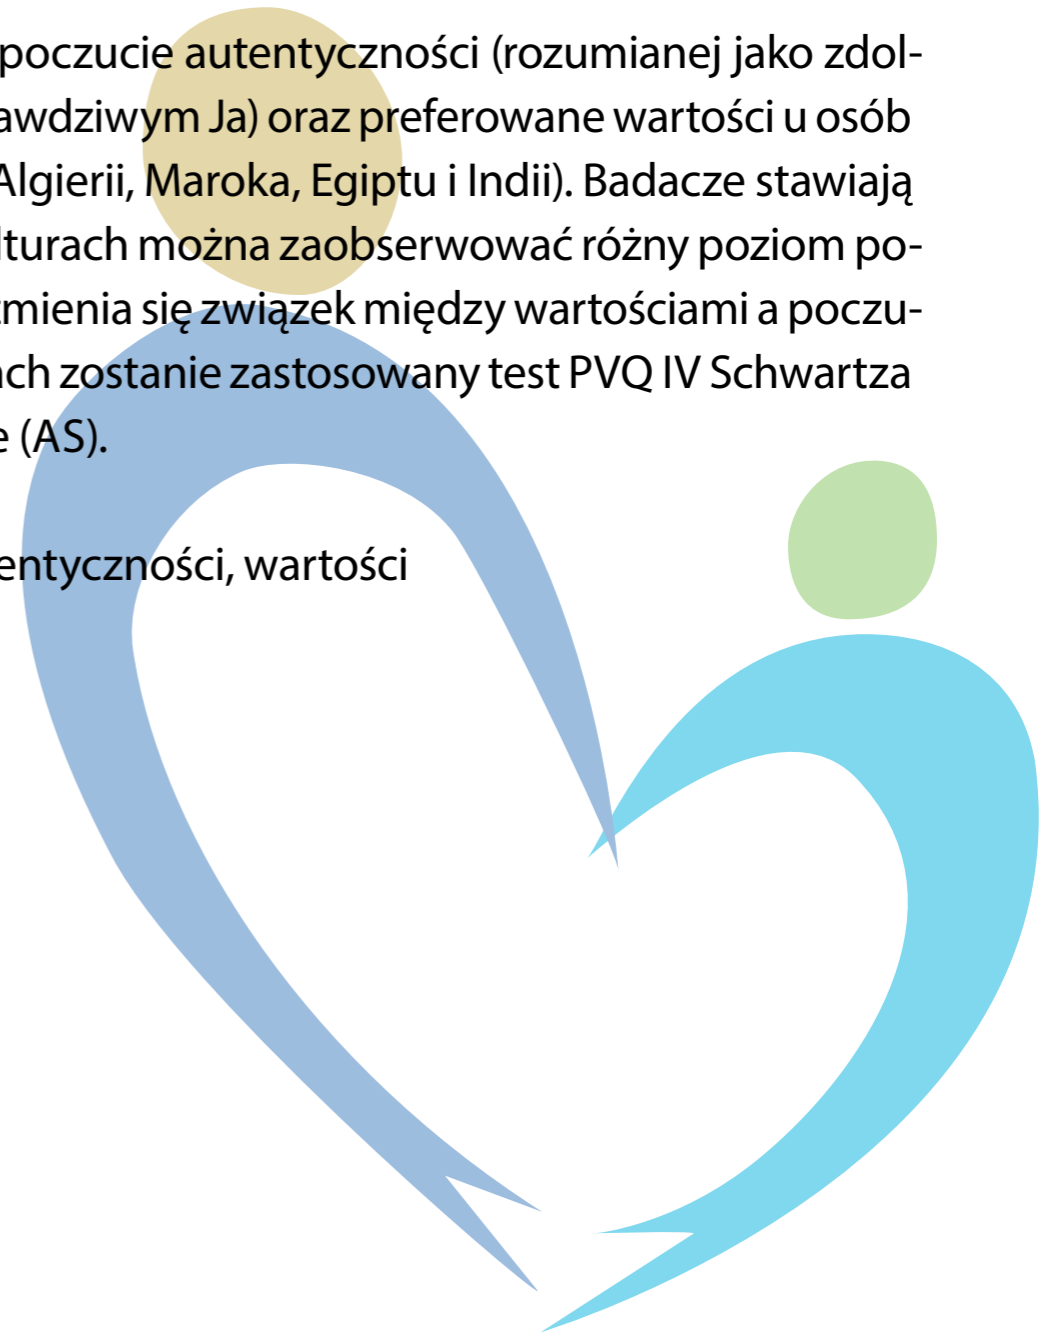 poczucie autentyczności (rozumianej jako zdol-
awdziwym Ja) oraz preferowane wartości u osób
Algierii, Maroka, Egiptu i Indii). Badacze stawiają
lturach można zaobserwować różny poziom po-
zmienia się związek między wartościami a poczu-
ach zostanie zastosowany test PVQ IV Schwartza
e (AS).
entyczności, wartości